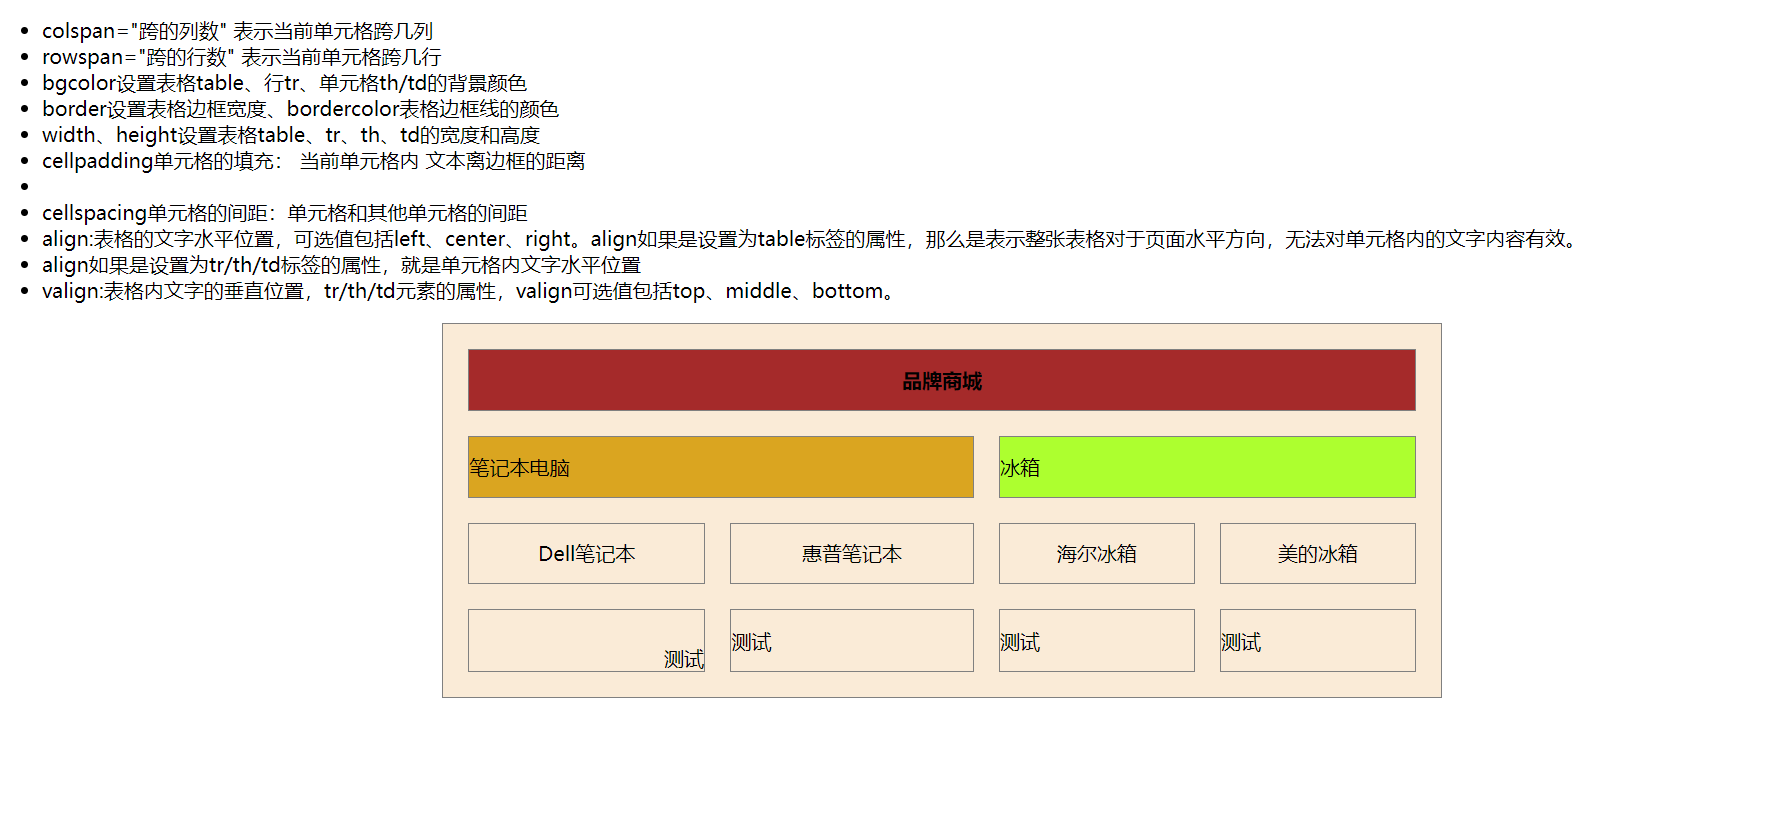 colspan="跨的列数" 表示当前单元格跨几列
rowspan="跨的行数" 表示当前单元格跨几行
bgcolor设置表格table、行tr、单元格th/td的背景颜色
border设置表格边框宽度、bordercolor表格边框线的颜色
width、height设置表格table、tr、th、td的宽度和高度
cellpadding单元格的填充： 当前单元格内 文本离边框的距离
cellspacing单元格的间距：单元格和其他单元格的间距
align:表格的文字水平位置，可选值包括left、center、right。align如果是设置为table标签的属性，那么是表示整张表格对于页面水平方向，无法对单元格内的文字内容有效。
align如果是设置为tr/th/td标签的属性，就是单元格内文字水平位置
valign:表格内文字的垂直位置，tr/th/td元素的属性，valign可选值包括top、middle、bottom。
品牌商城
笔记本电脑 冰箱
Dell笔记本 惠普笔记本 海尔冰箱 美的冰箱
测试 测试 测试 测试